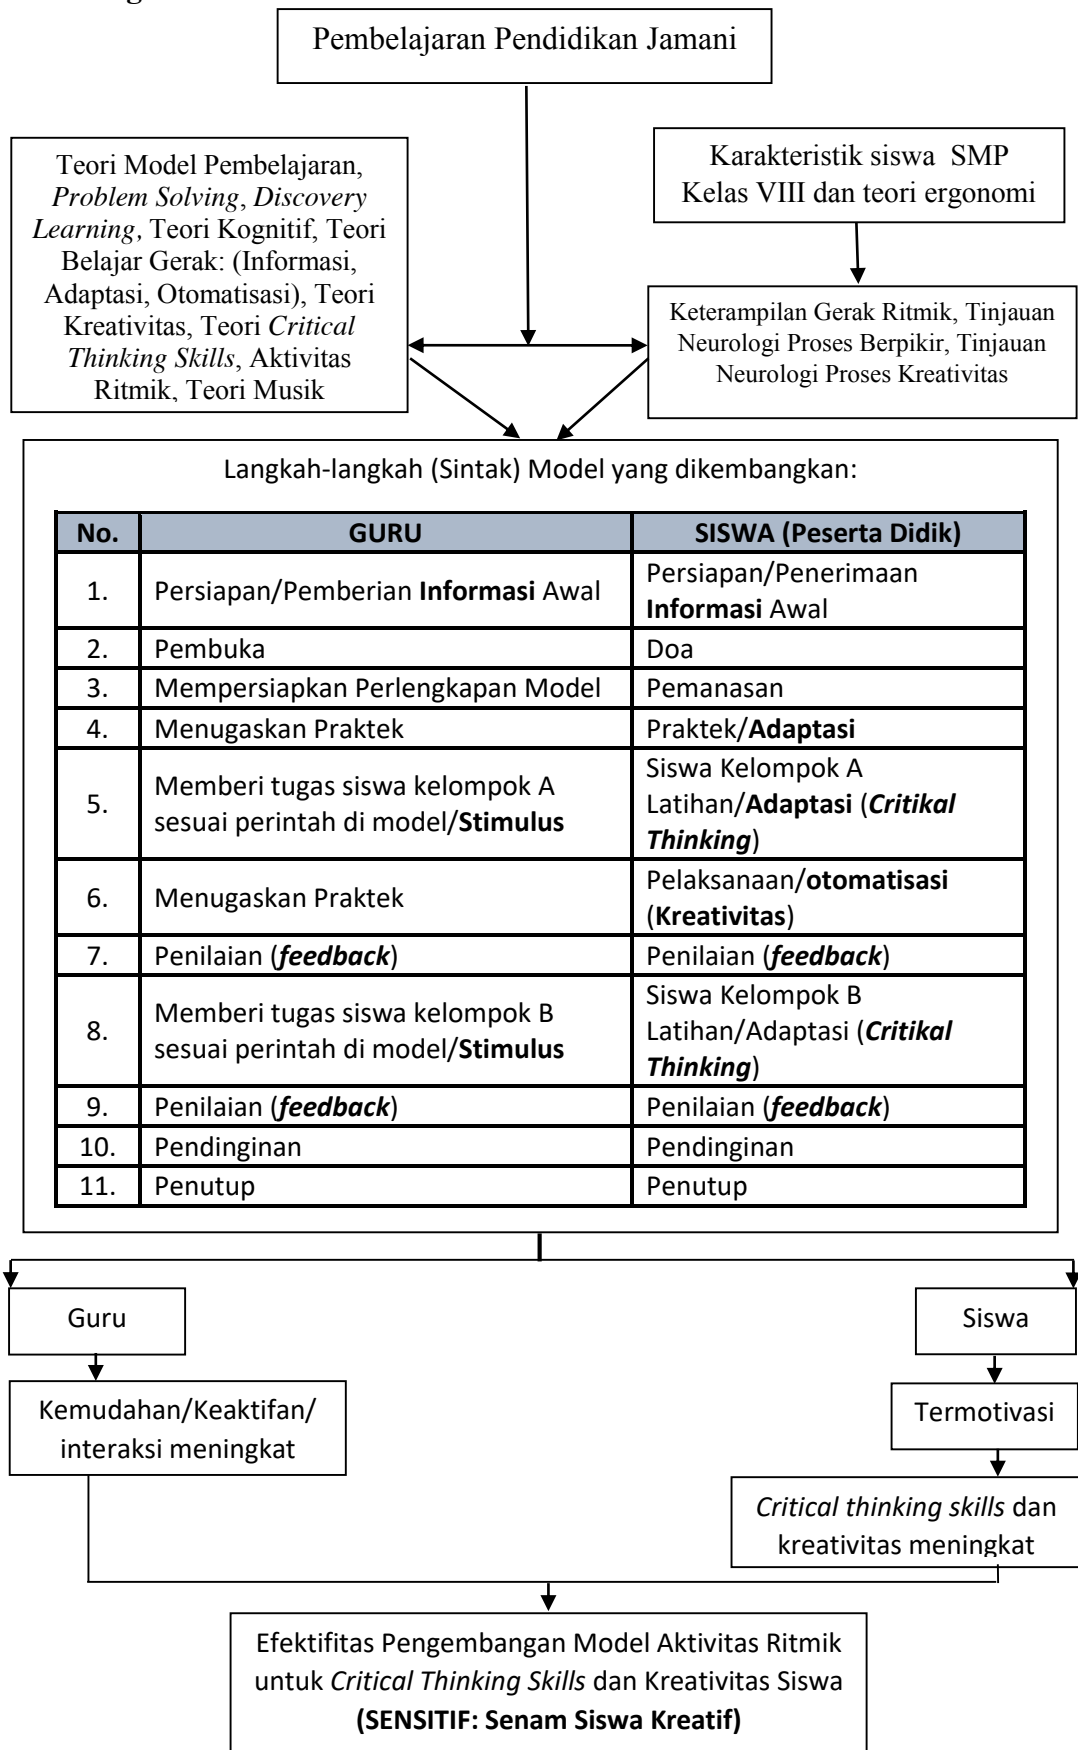 Pembelajaran Pendidikan Jamani
Teori Model Pembelajaran,
Problem Solving, Discovery
Learning, Teori Kognitif, Teori
Belajar Gerak: (Informasi,
Adaptasi, Otomatisasi), Teori
Kreativitas, Teori Critical
Thinking Skills, Aktivitas
Ritmik, Teori Musik
Karakteristik siswa SMP
Kelas VIII dan teori ergonomi
Keterampilan Gerak Ritmik, Tinjauan
Neurologi Proses Berpikir, Tinjauan
Neurologi Proses Kreativitas
Langkah-langkah (Sintak) Model yang dikembangkan:
No. GURU SISWA (Peserta Didik)
1. Persiapan/Pemberian Informasi Awal Persiapan/Penerimaan
Informasi Awal
2. Pembuka Doa
3. Mempersiapkan Perlengkapan Model Pemanasan
4. Menugaskan Praktek Praktek/Adaptasi
5. Memberi tugas siswa kelompok A
sesuai perintah di model/Stimulus
Siswa Kelompok A
Latihan/Adaptasi (Critikal
Thinking)
6. Menugaskan Praktek Pelaksanaan/otomatisasi
(Kreativitas)
7. Penilaian (feedback) Penilaian (feedback)
8. Memberi tugas siswa kelompok B
sesuai perintah di model/Stimulus
Siswa Kelompok B
Latihan/Adaptasi (Critikal
Thinking)
9. Penilaian (feedback) Penilaian (feedback)
10. Pendinginan Pendinginan
11. Penutup Penutup
Guru
Siswa
Kemudahan/Keaktifan/
interaksi meningkat
Termotivasi
Critical thinking skills dan
kreativitas meningkat
Efektifitas Pengembangan Model Aktivitas Ritmik
untuk Critical Thinking Skills dan Kreativitas Siswa
(SENSITIF: Senam Siswa Kreatif)